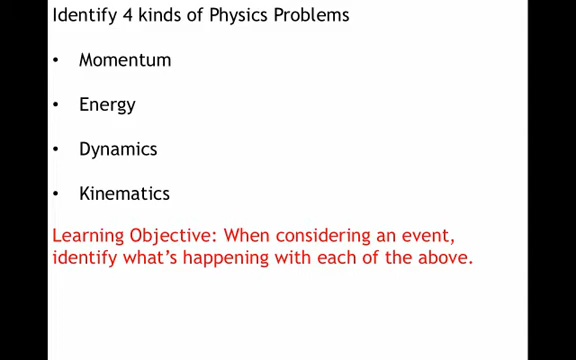 Identify 4 kinds of Physics Problems
• Momentum
• Energy
• Dynamics
• Kinematics
Learning Objective: When considering an event,
identify what's happening with each of the above.